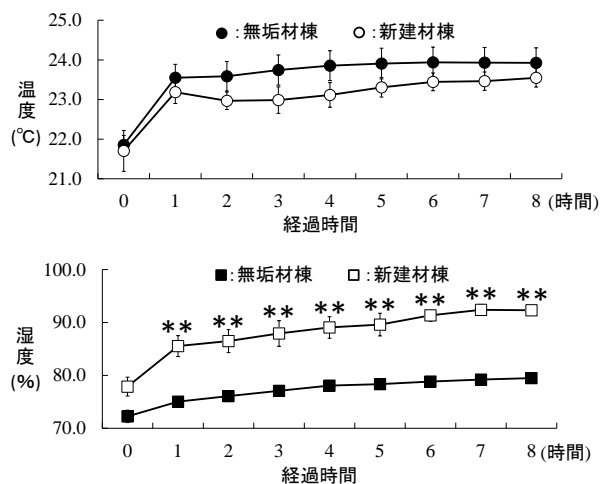 ●:無垢材棟 ○:新建材棟
25.0
24.0
23.0
22.0
21.0
温度
(℃)
0 1 2 3 4 5 6 7 8 (時間)
経過時間
■:無垢材棟 □:新建材棟
100.0
90.0
80.0
70.0
湿度
(%)
** ** ** ** ** ** ** **
0 1 2 3 4 5 6 7 8 (時間)
経過時間